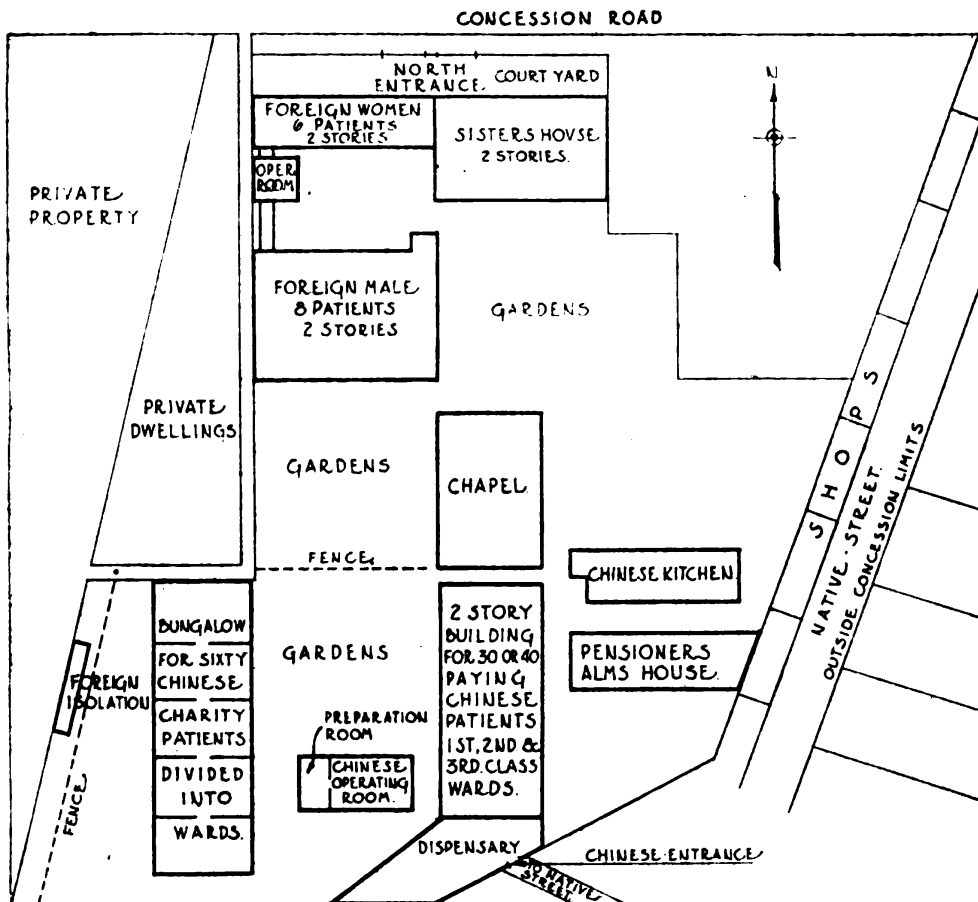 CONCESSION ROAD
NORTH
ENTRANCE
COURT YARD
FOREIGN WOMEN
6 PATIENTS
2 STORIES
SISTERS HOVSE
2 STORIES.
N
OPER.
ROOM
PRIVATE
PROPERTY
FOREIGN MALE
8 PATIENTS
2 STORIES
GARDENS
PRIVATE
DWELLINGS
GARDENS
CHAPEL
SHOPS
NATIVE · STREET.
OUTSIDE CONCESSION LIMITS
FENCE
CHINESE KITCHEN
BUNGALOW
FOR SIXTY
CHINESE
CHARITY
PATIENTS
DIVIDED
INTO
WARDS.
GARDENS
2 STORY
BUILDING
FOR 30 OR 40
PAYING
CHINESE
PATIENTS
1ST, 2ND &
3RD. CLASS
WARDS.
PENSIONERS
ALMS HOUSE.
FOREIGN
ISOLATION
PREPARATION
ROOM
CHINESE
OPERATING
ROOM.
FENCE
DISPENSARY
CHINESE ENTRANCE
TO NATIVE
STREET